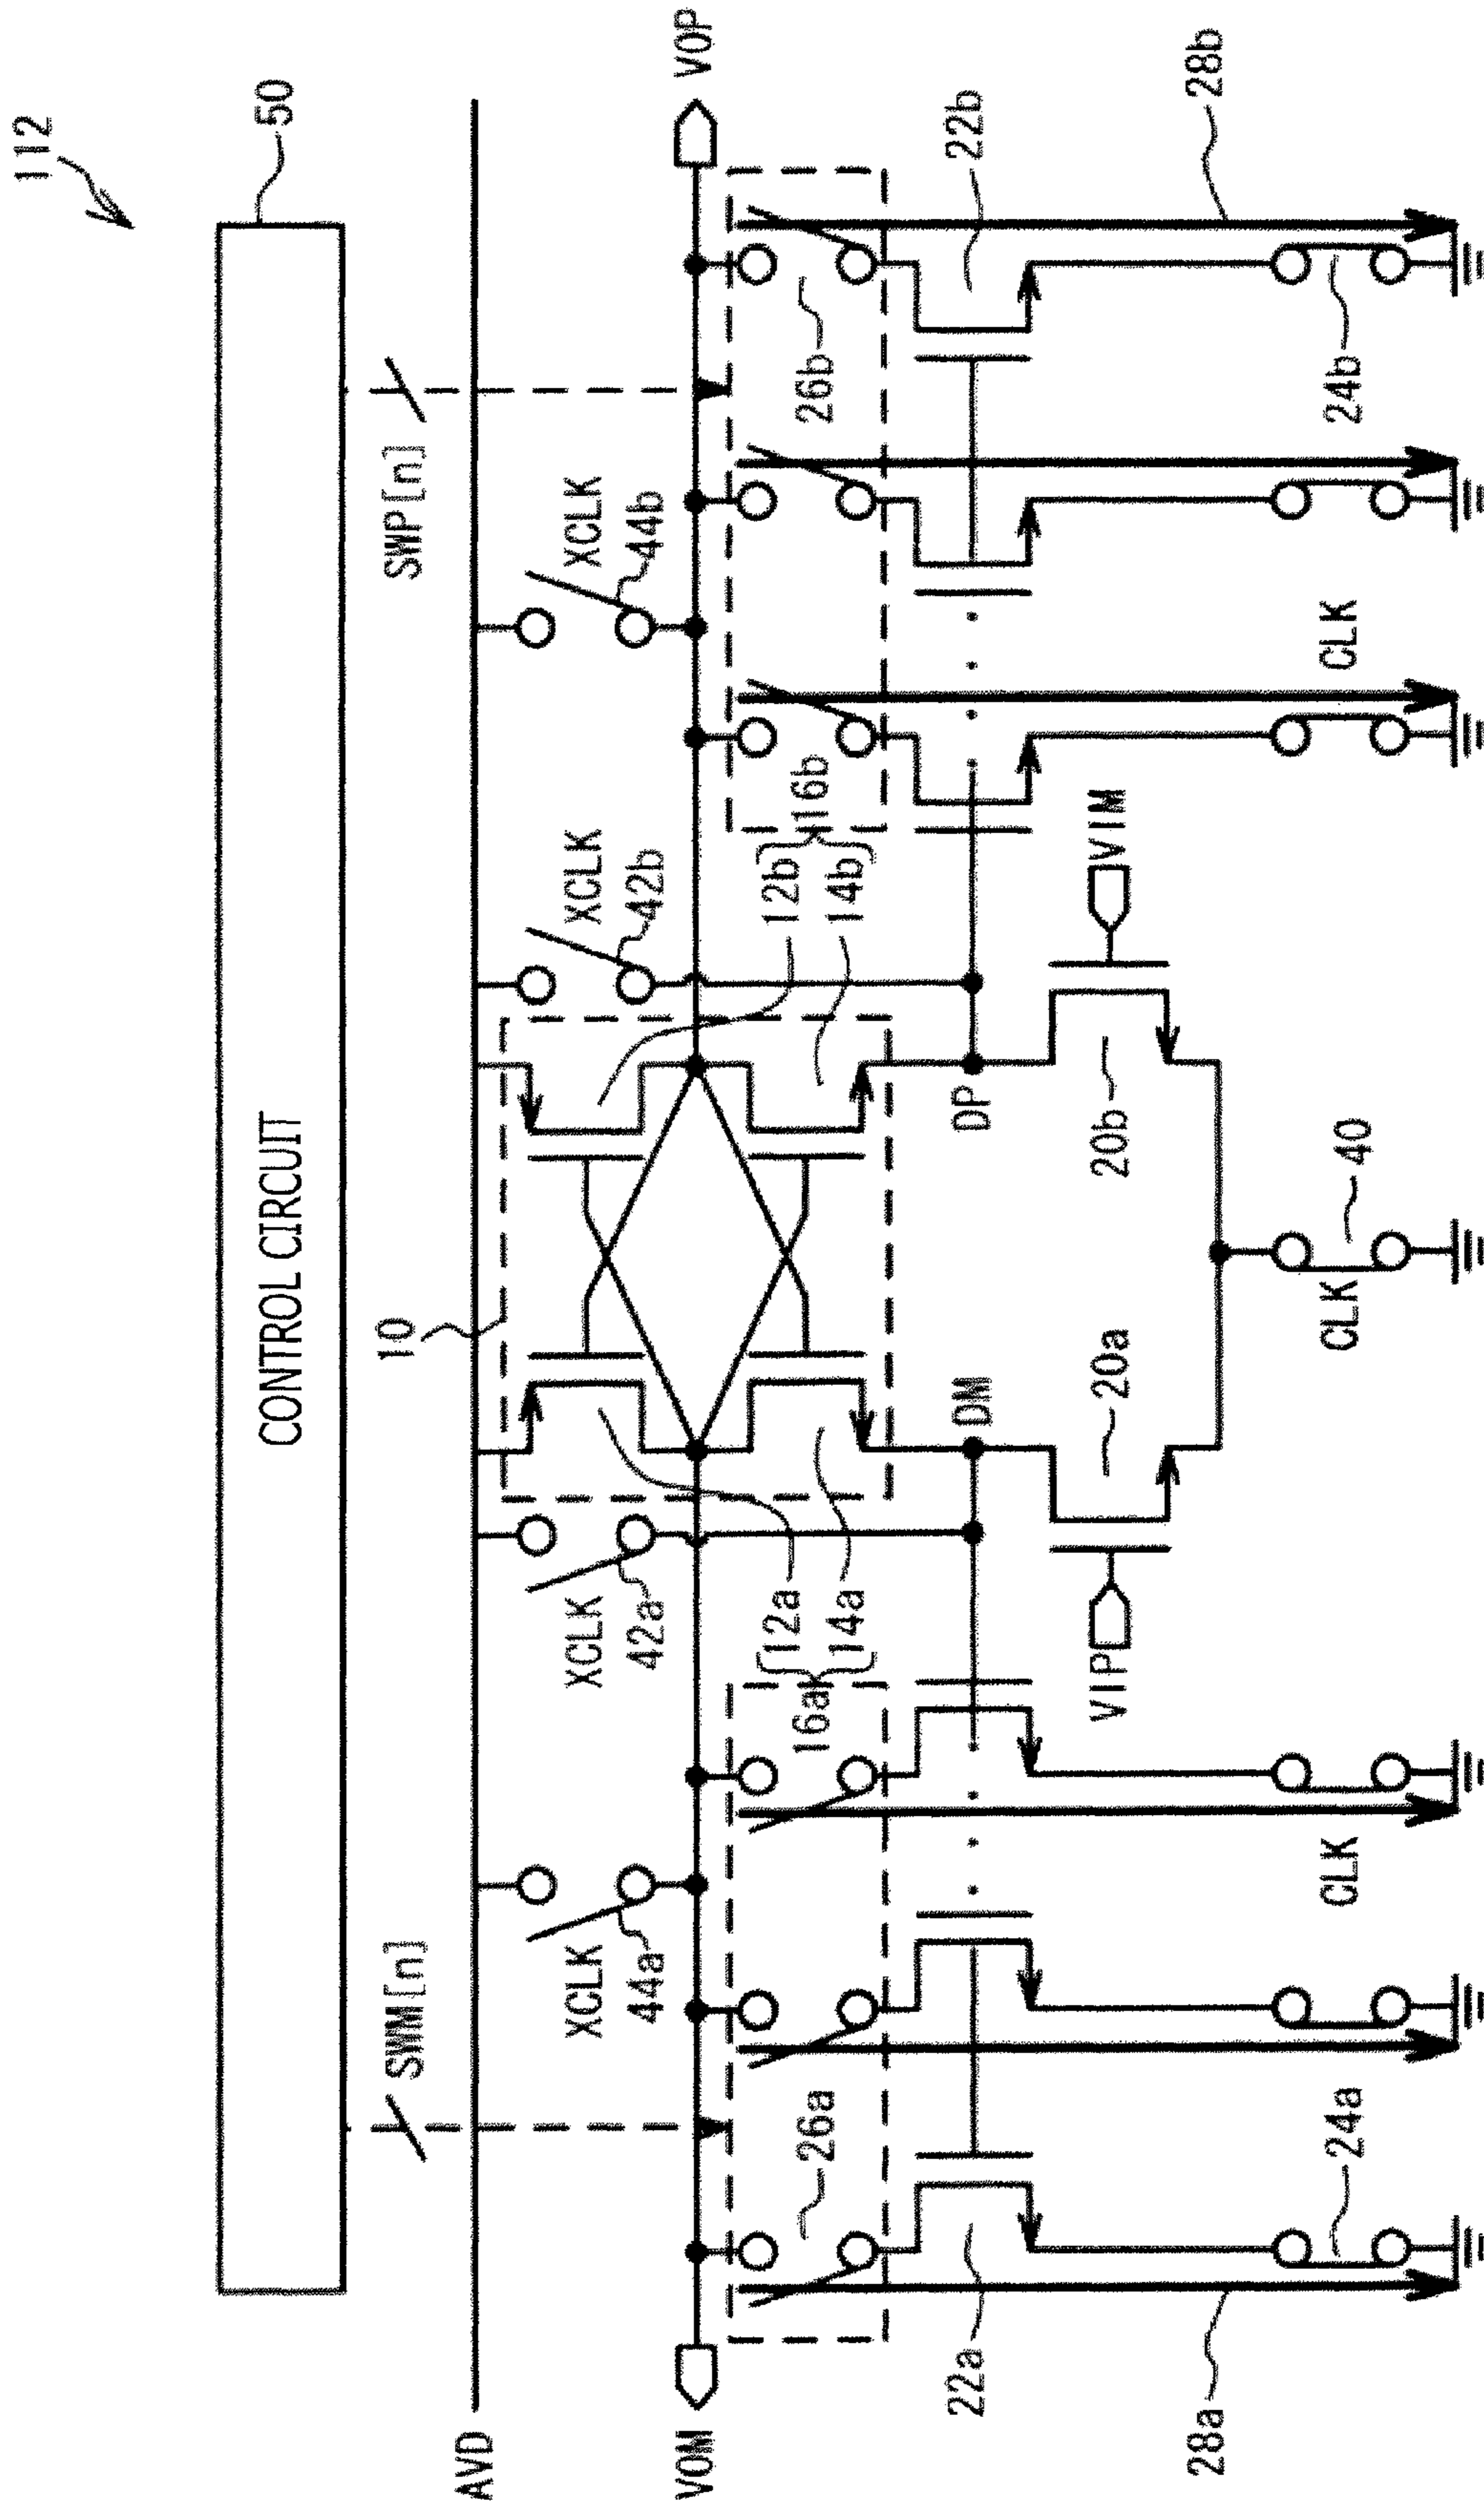 112
50
CONTROL CIRCUIT
SWM[n]
SWP[n]
10
AVD
XCLK
44a
XCLK
42a
XCLK
42b
XCLK
44b
VOM
VOP
26a
16a
12a
14a
12b
14b
16b
26b
22a
DM
DP
22b
VIP
20a
20b
VIM
28a
28b
24a
CLK
CLK
40
CLK
24b